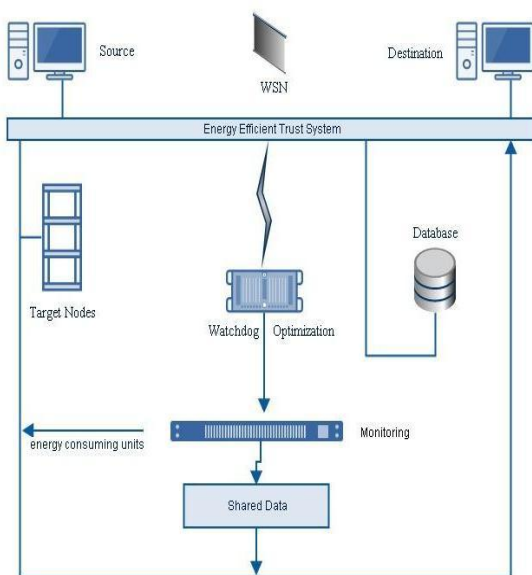 Source
Destination
WSN
Energy Efficient Trust System
Database
Target Nodes
Watchdog Optimization
energy consuming units
Monitoring
Shared Data